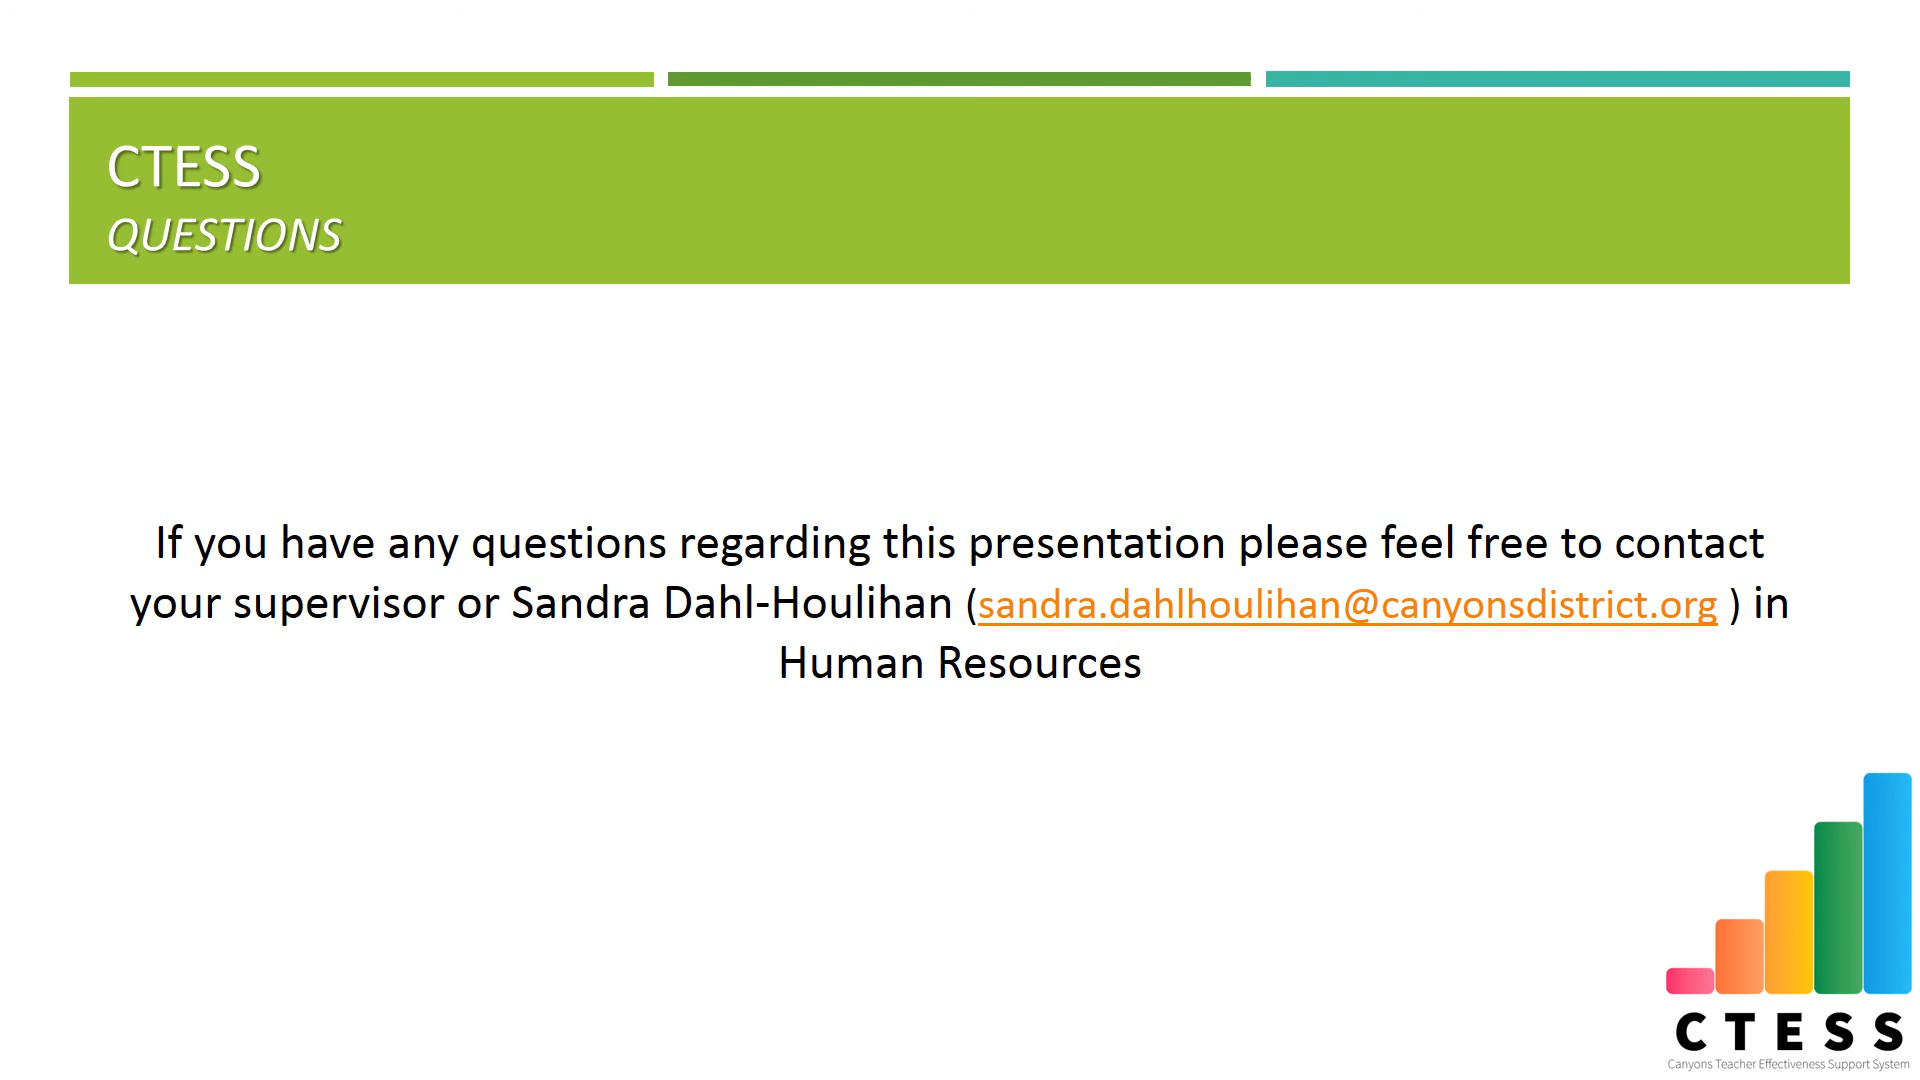 CTESS
QUESTIONS
If you have any questions regarding this presentation please feel free to contact
your supervisor or Sandra Dahl-Houlihan (sandra.dahlhoulihan@canyonsdistrict.org ) in
Human Resources
CTESS
Canyons Teacher Effectiveness Support System